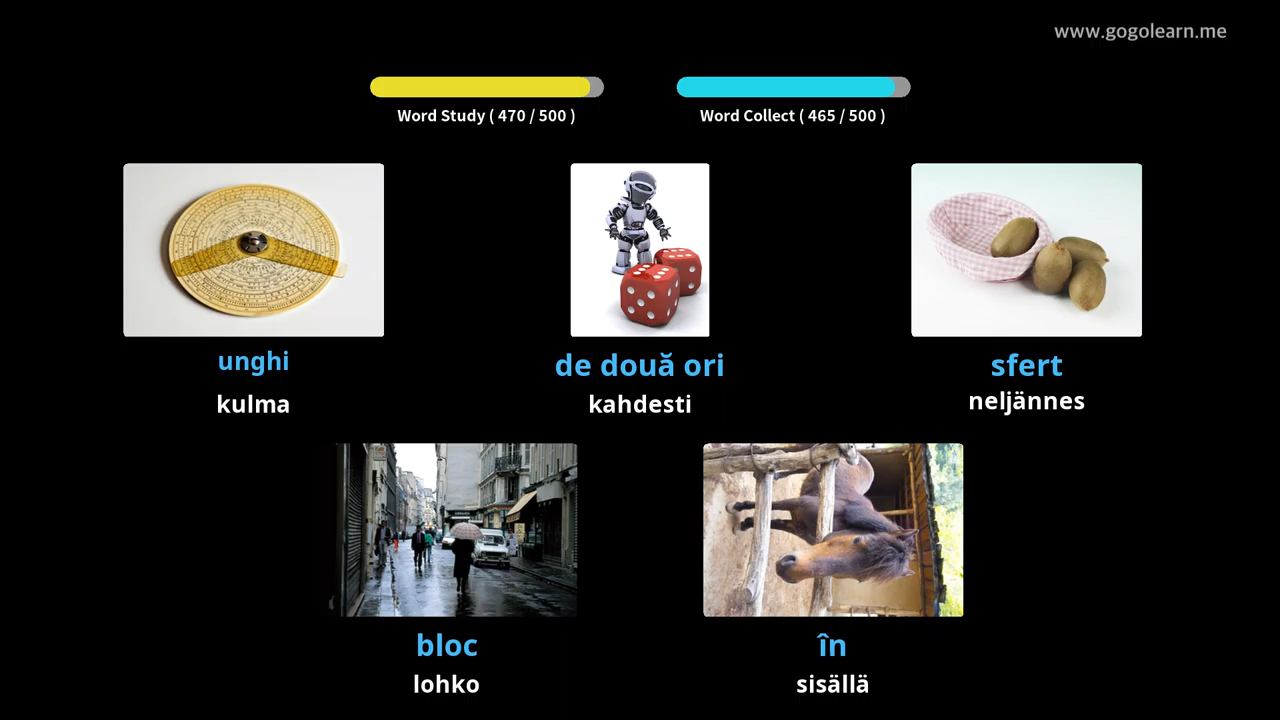 www.gogolearn.me
Word Study ( 470 / 500 )
Word Collect ( 465 / 500 )
unghi
kulma
de două ori
kahdesti
sfert
neljännes
bloc
lohko
în
sisällä